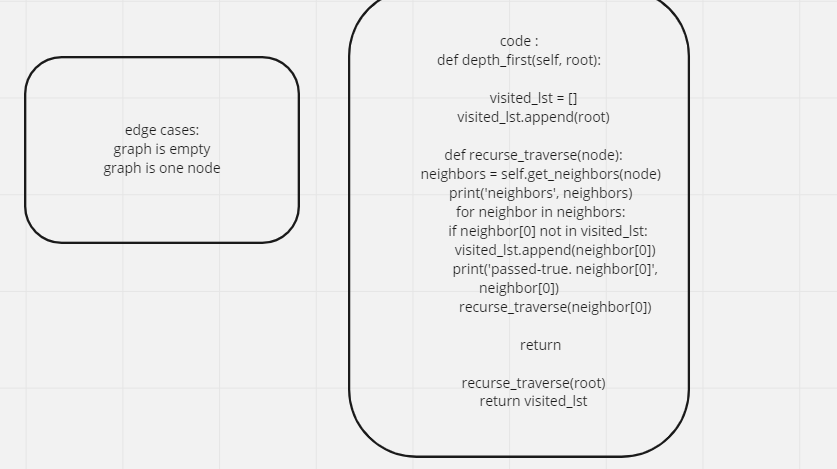 edge cases:
graph is empty
graph is one node
code :
def depth_first(self, root):
visited_lst = []
visited_lst.append(root)
def recurse_traverse(node):
neighbors = self.get_neighbors(node)
print('neighbors', neighbors)
for neighbor in neighbors:
if neighbor[0] not in visited_lst:
visited_lst.append(neighbor[0])
print('passed-true. neighbor[0]',
neighbor[0])
recurse_traverse(neighbor[0])
return
recurse_traverse(root)
return visited_lst